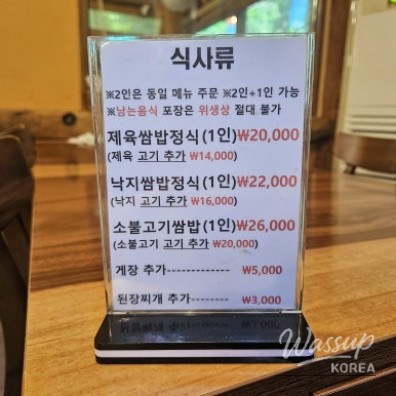 식사류
※2인은 동일 메뉴 주문 ※2인+1인 가능
※남는음식 포장은 위생상 절대 불가
제육쌈밥정식(1인)₩20,000
(제육 고기 추가 ₩14,000)
낙지쌈밥정식(1인)₩22,000
(낙지 고기 추가 ₩16,000)
소불고기쌈밥(1인)₩26,000
(소불고기 고기 추가 ₩20,000)
게장 추가------------- ₩5,000
된장찌개 추가-------- ₩3,000
Wassup
KOREA